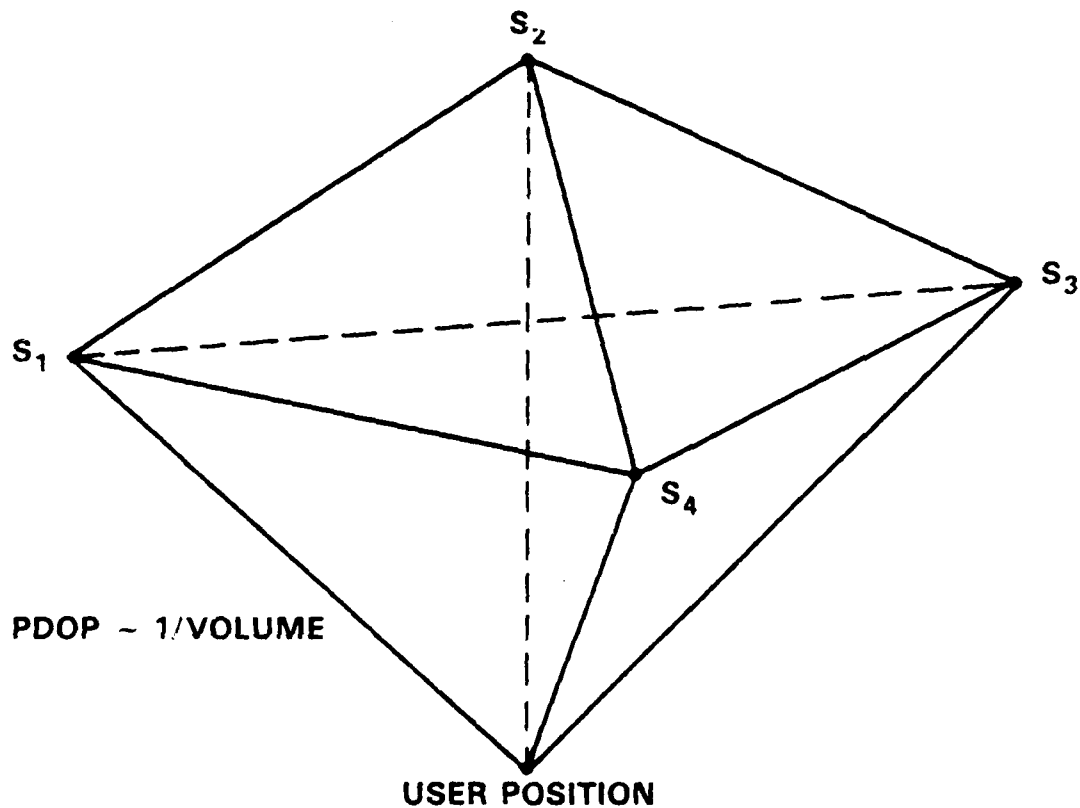 S₂
S₃
S₁
S₄
PDOP ~ 1/VOLUME
USER POSITION